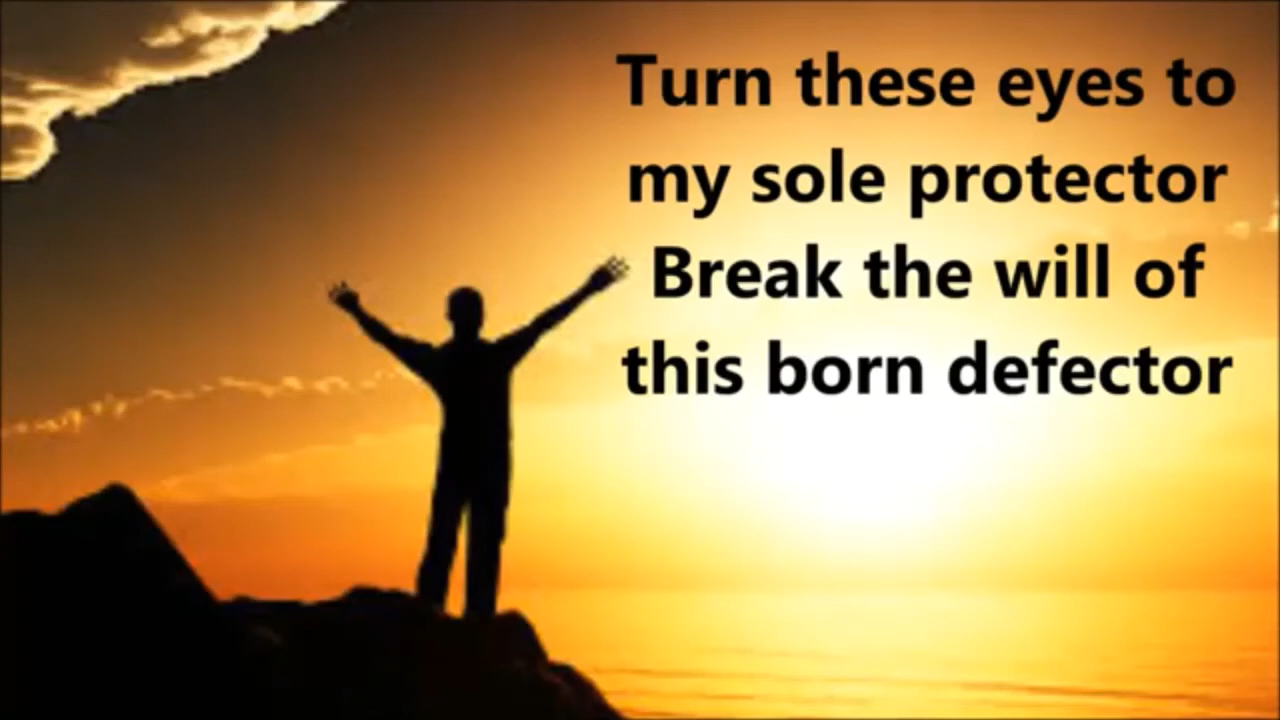 Turn these eyes to
my sole protector
Break the will of
this born defector